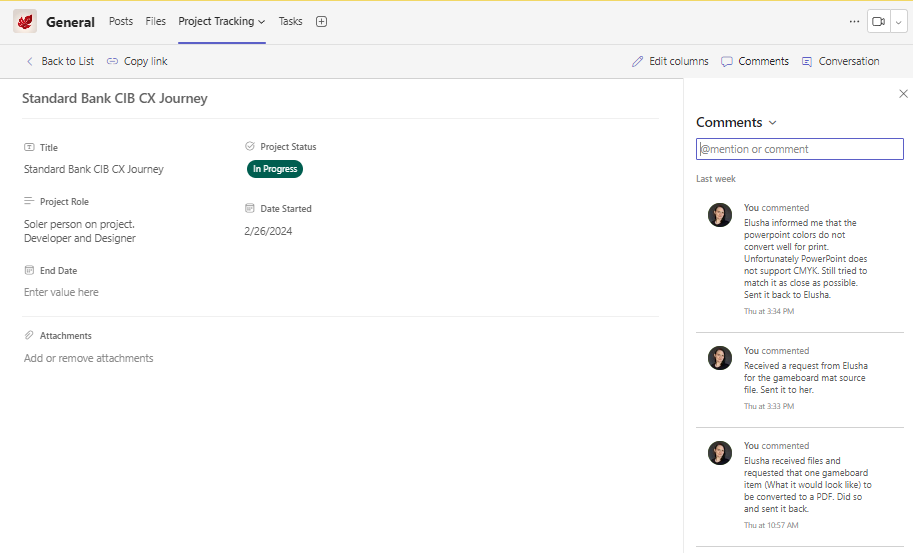 General Posts Files Project Tracking Tasks
Back to List Copy link Edit columns Comments Conversation
Standard Bank CIB CX Journey
Title
Standard Bank CIB CX Journey
Project Status
In Progress
Project Role
Soler person on project.
Developer and Designer
Date Started
2/26/2024
End Date
Enter value here
Attachments
Add or remove attachments
Comments
@mention or comment
Last week
You commented
Elusha informed me that the
powerpoint colors do not
convert well for print.
Unfortunately PowerPoint does
not support CMYK. Still tried to
match it as close as possible.
Sent it back to Elusha.
Thu at 3:34 PM
You commented
Received a request from Elusha
for the gameboard mat source
file. Sent it to her.
Thu at 3:33 PM
You commented
Elusha received files and
requested that one gameboard
item (What it would look like) to
be converted to a PDF. Did so
and sent it back.
Thu at 10:57 AM